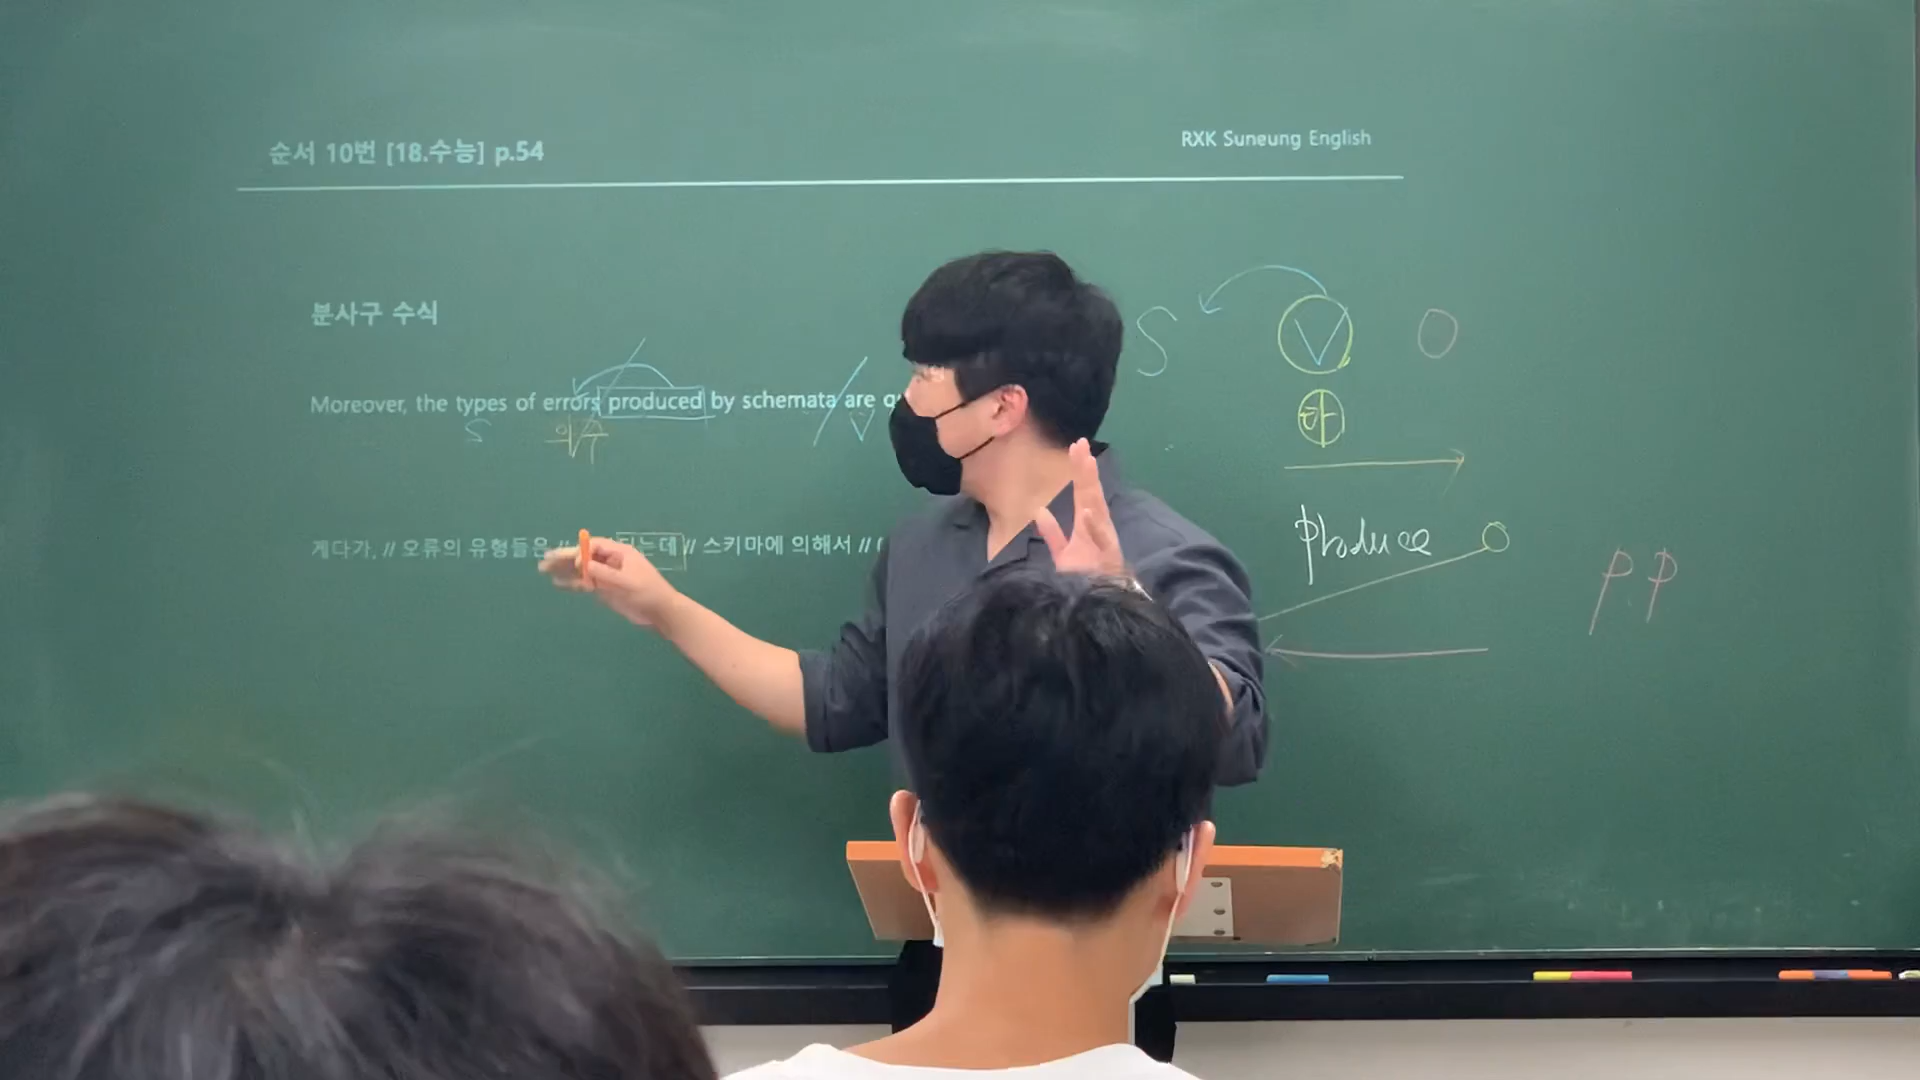 순서 10번 [18.수능] p.54
RXK Suneung English
분사구 수식
S V O
Moreover, the types of errors produced by schemata are
하
S V
produce
게다가, // 오류의 유형들은 // 스키마에 의해서 //
PP